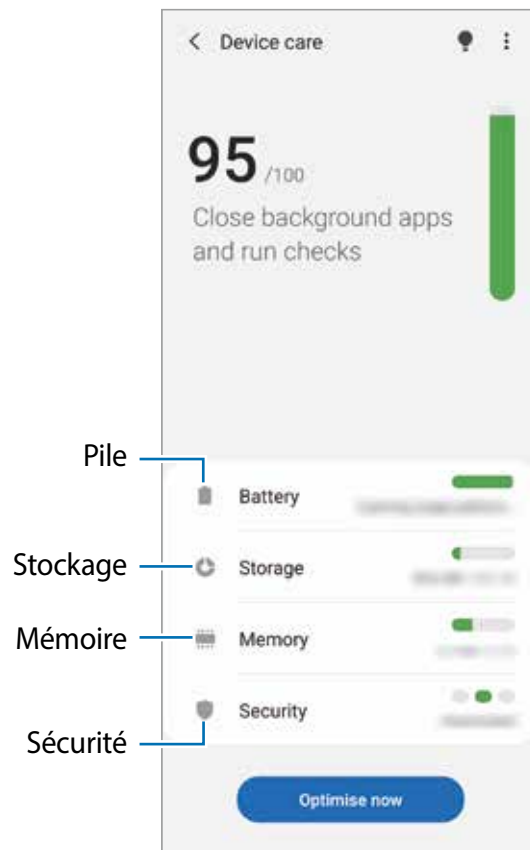 Device care
95 /100
Close background apps
and run checks
Pile
Battery
Stockage
Storage
Mémoire
Memory
Sécurité
Security
Optimise now